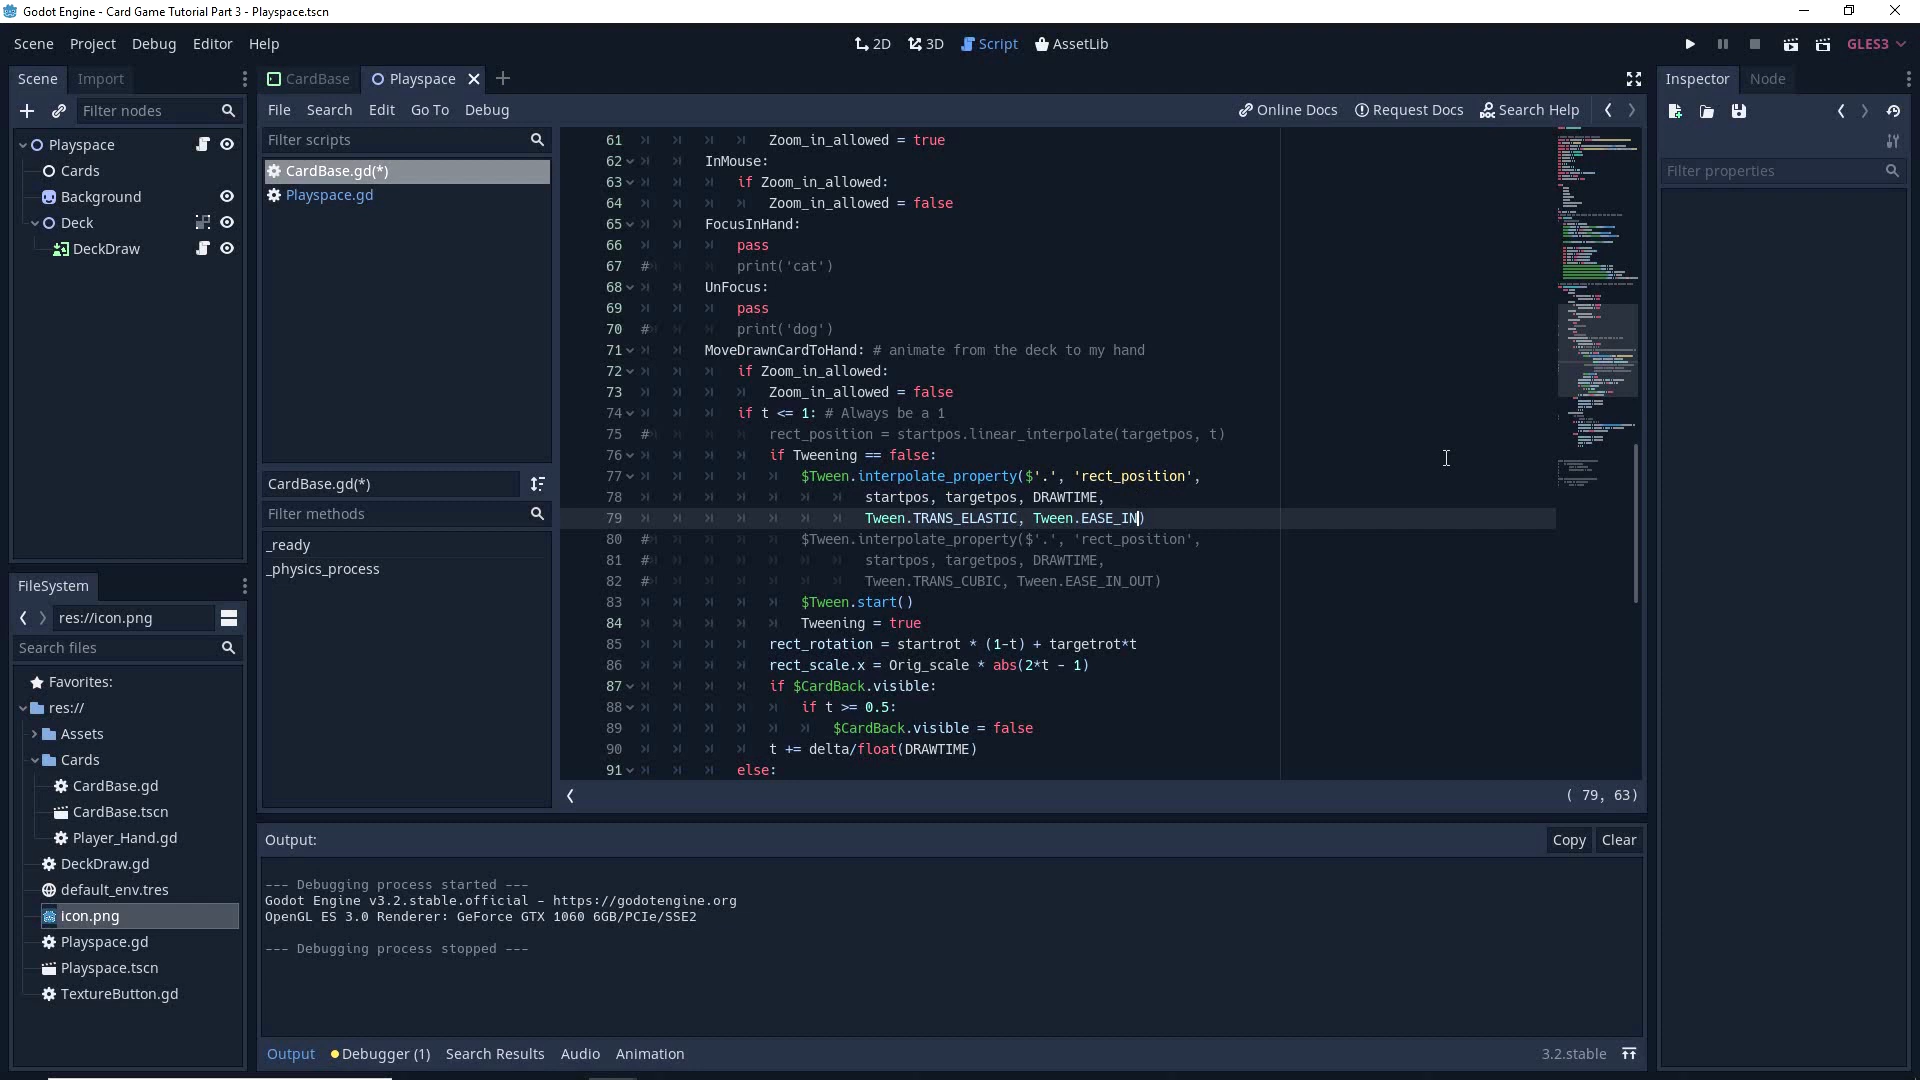 Godot Engine - Card Game Tutorial Part 3 - Playspace.tscn
Scene Project Debug Editor Help
2D 3D Script AssetLib
GLES3
Scene Import
Filter nodes
Playspace
Cards
Background
Deck
DeckDraw
FileSystem
res://icon.png
Search files
Favorites:
res://
Assets
Cards
CardBase.gd
CardBase.tscn
Player_Hand.gd
DeckDraw.gd
default_env.tres
icon.png
Playspace.gd
Playspace.tscn
TextureButton.gd
CardBase Playspace
File Search Edit Go To Debug
Online Docs Request Docs Search Help
Filter scripts
CardBase.gd(*)
Playspace.gd
CardBase.gd(*)
Filter methods
_ready
_physics_process
61 Zoom_in_allowed = true
62 InMouse:
63 if Zoom_in_allowed:
64 Zoom_in_allowed = false
65 FocusInHand:
66 pass
67 # print('cat')
68 UnFocus:
69 pass
70 # print('dog')
71 MoveDrawnCardToHand: # animate from the deck to my hand
72 if Zoom_in_allowed:
73 Zoom_in_allowed = false
74 if t <= 1: # Always be a 1
75 # rect_position = startpos.linear_interpolate(targetpos, t)
76 if Tweening == false:
77 $Tween.interpolate_property($'.', 'rect_position',
78 startpos, targetpos, DRAWTIME,
79 Tween.TRANS_ELASTIC, Tween.EASE_IN)
80 # $Tween.interpolate_property($'.', 'rect_position',
81 # startpos, targetpos, DRAWTIME,
82 # Tween.TRANS_CUBIC, Tween.EASE_IN_OUT)
83 $Tween.start()
84 Tweening = true
85 rect_rotation = startrot * (1-t) + targetrot*t
86 rect_scale.x = Orig_scale * abs(2*t - 1)
87 if $CardBack.visible:
88 if t >= 0.5:
89 $CardBack.visible = false
90 t += delta/float(DRAWTIME)
91 else:
( 79, 63)
Output:
Copy Clear
--- Debugging process started ---
Godot Engine v3.2.stable.official - https://godotengine.org
OpenGL ES 3.0 Renderer: GeForce GTX 1060 6GB/PCIe/SSE2
--- Debugging process stopped ---
Output Debugger (1) Search Results Audio Animation
3.2.stable
Inspector Node
Filter properties